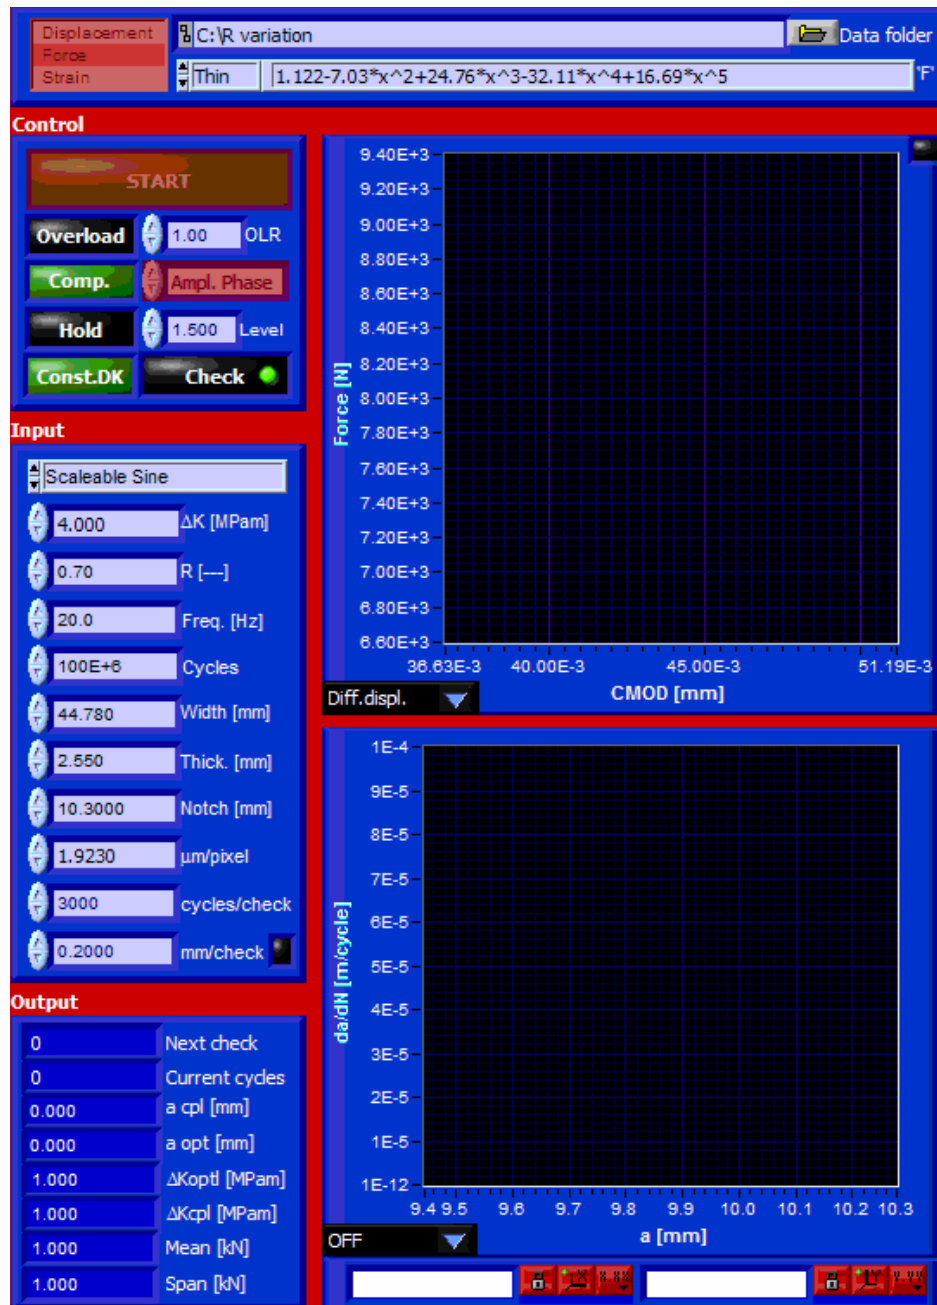 Displacement
Force
Strain
C:\R variation
Data folder
Thin
1.122-7.03*x^2+24.76*x^3-32.11*x^4+16.69*x^5
'F'
Control
START
Overload
1.00
OLR
Comp.
Ampl. Phase
Hold
1.500
Level
Const.DK
Check
Input
Scaleable Sine
4.000
ΔK [MPam]
0.70
R [---]
20.0
Freq. [Hz]
100E+6
Cycles
44.780
Width [mm]
2.550
Thick. [mm]
10.3000
Notch [mm]
1.9230
µm/pixel
3000
cycles/check
0.2000
mm/check
Output
0
Next check
0
Current cycles
0.000
a cpl [mm]
0.000
a opt [mm]
1.000
ΔKoptl [MPam]
1.000
ΔKcpl [MPam]
1.000
Mean [kN]
1.000
Span [kN]
9.40E+3
9.20E+3
9.00E+3
8.80E+3
8.60E+3
8.40E+3
8.20E+3
8.00E+3
7.80E+3
7.60E+3
7.40E+3
7.20E+3
7.00E+3
6.80E+3
6.60E+3
Force [N]
36.63E-3 40.00E-3 45.00E-3 51.19E-3
CMOD [mm]
Diff.displ.
1E-4
9E-5
8E-5
7E-5
6E-5
5E-5
4E-5
3E-5
2E-5
1E-5
1E-12
da/dN [m/cycle]
9.4 9.5 9.6 9.7 9.8 9.9 10.0 10.1 10.2 10.3
a [mm]
OFF
X.XX
Y.YY